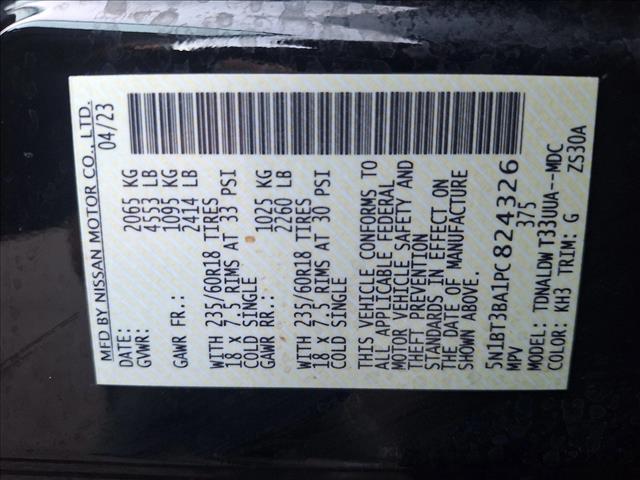 MFD BY NISSAN MOTOR CO., LTD.
DATE: 04/23
GVWR: 2065 KG
4553 LB
GAWR FR.: 1095 KG
2414 LB
WITH 235/60R18 TIRES
18 X 7.5 RIMS AT 33 PSI
COLD SINGLE
GAWR RR.: 1025 KG
2260 LB
WITH 235/60R18 TIRES
18 X 7.5 RIMS AT 30 PSI
COLD SINGLE
THIS VEHICLE CONFORMS TO
ALL APPLICABLE FEDERAL
MOTOR VEHICLE SAFETY AND
THEFT PREVENTION
STANDARDS IN EFFECT ON
THE DATE OF MANUFACTURE
SHOWN ABOVE.
5N1BT3BA1PC824326
MPV 375
MODEL: TDNALDW T33UUA--MDC
COLOR: KH3 TRIM: G ZS30A